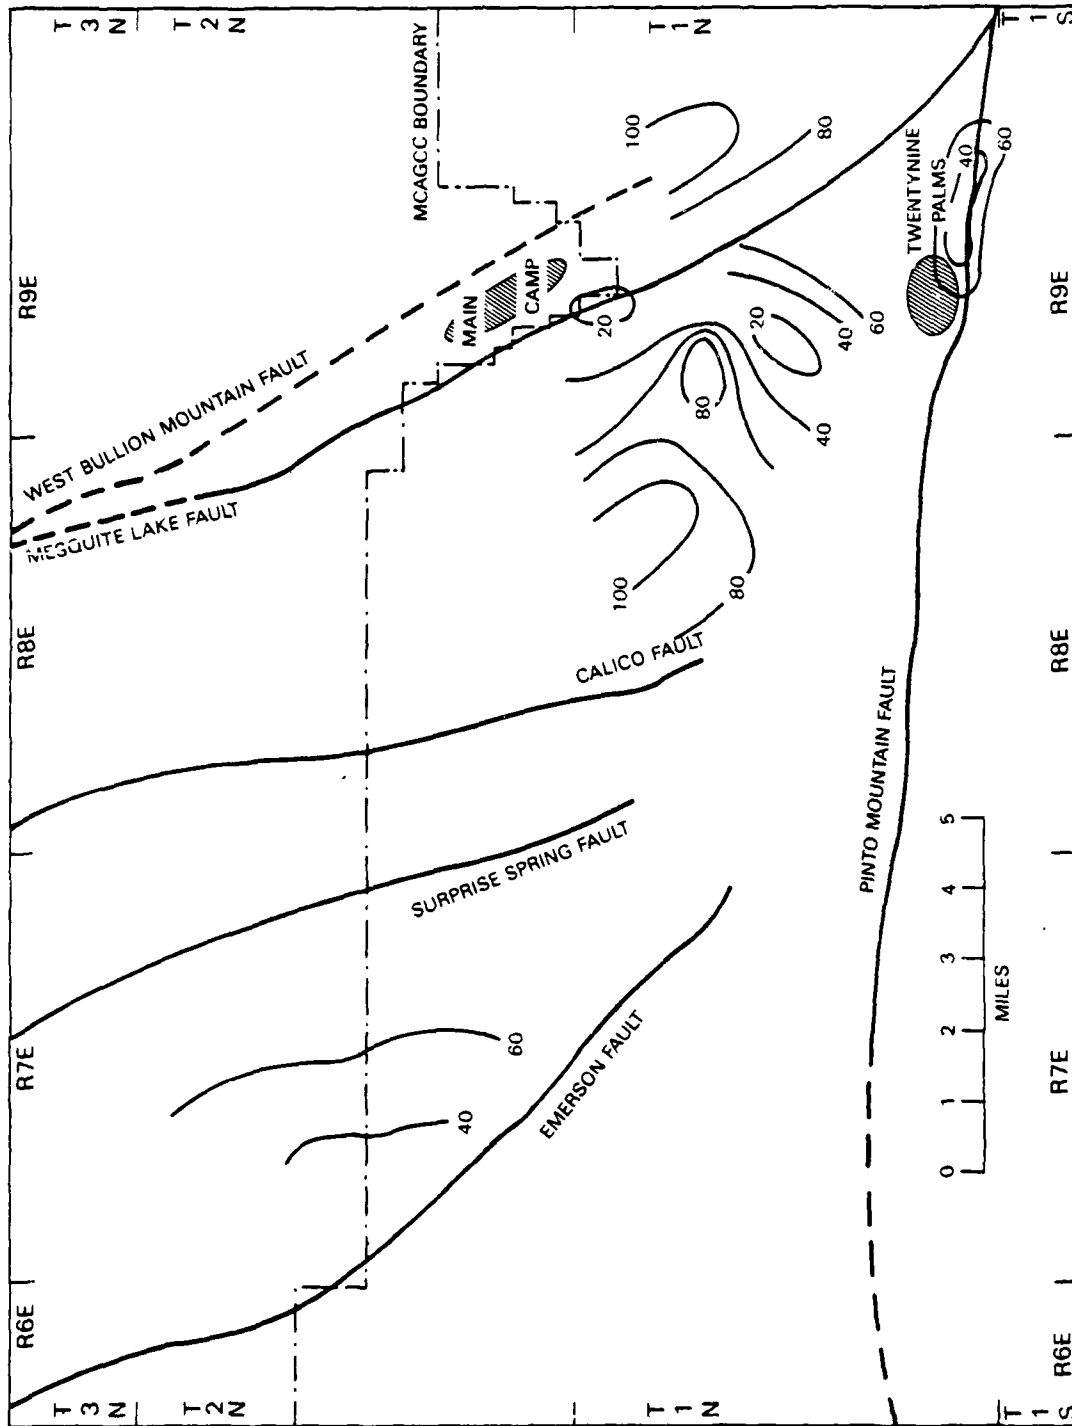 R6E
R7E
R8E
R9E
T
3
N
T
2
N
T
1
N
T
1
S
T
3
N
T
2
N
T
1
N
T
1
S
WEST BULLION MOUNTAIN FAULT
MESQUITE LAKE FAULT
MCAGCC BOUNDARY
MAIN
CAMP
CALICO FAULT
SURPRISE SPRING FAULT
EMERSON FAULT
PINTO MOUNTAIN FAULT
TWENTYNINE
PALMS
40
60
100
80
80
40
20
20
40
60
100
80
40
60
0 1 2 3 4 5
MILES
R6E
R7E
R8E
R9E